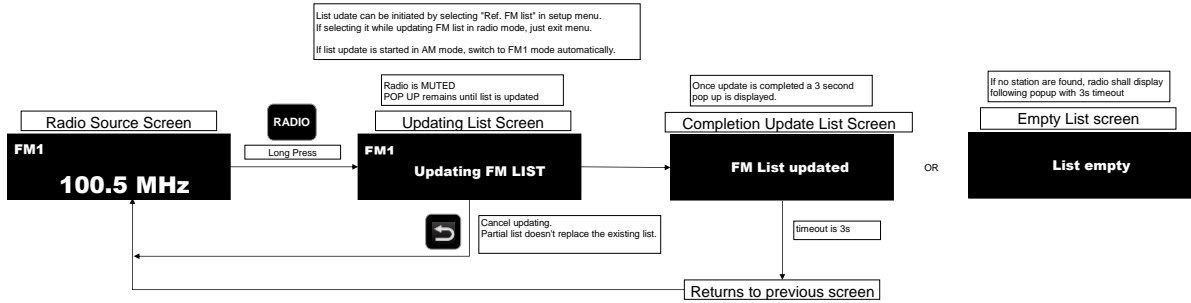 List udate can be initiated by selecting "Ref. FM list" in setup menu.
If selecting it while updating FM list in radio mode, just exit menu.
If list update is started in AM mode, switch to FM1 mode automatically.
Radio is MUTED
POP UP remains until list is updated
Once update is completed a 3 second
pop up is displayed.
If no station are found, radio shall display
following popup with 3s timeout
Radio Source Screen
RADIO
Updating List Screen
Completion Update List Screen
Empty List screen
Long Press
FM1
100.5 MHz
FM1
Updating FM LIST
FM List updated
OR
List empty
Cancel updating.
Partial list doesn't replace the existing list.
timeout is 3s
Returns to previous screen